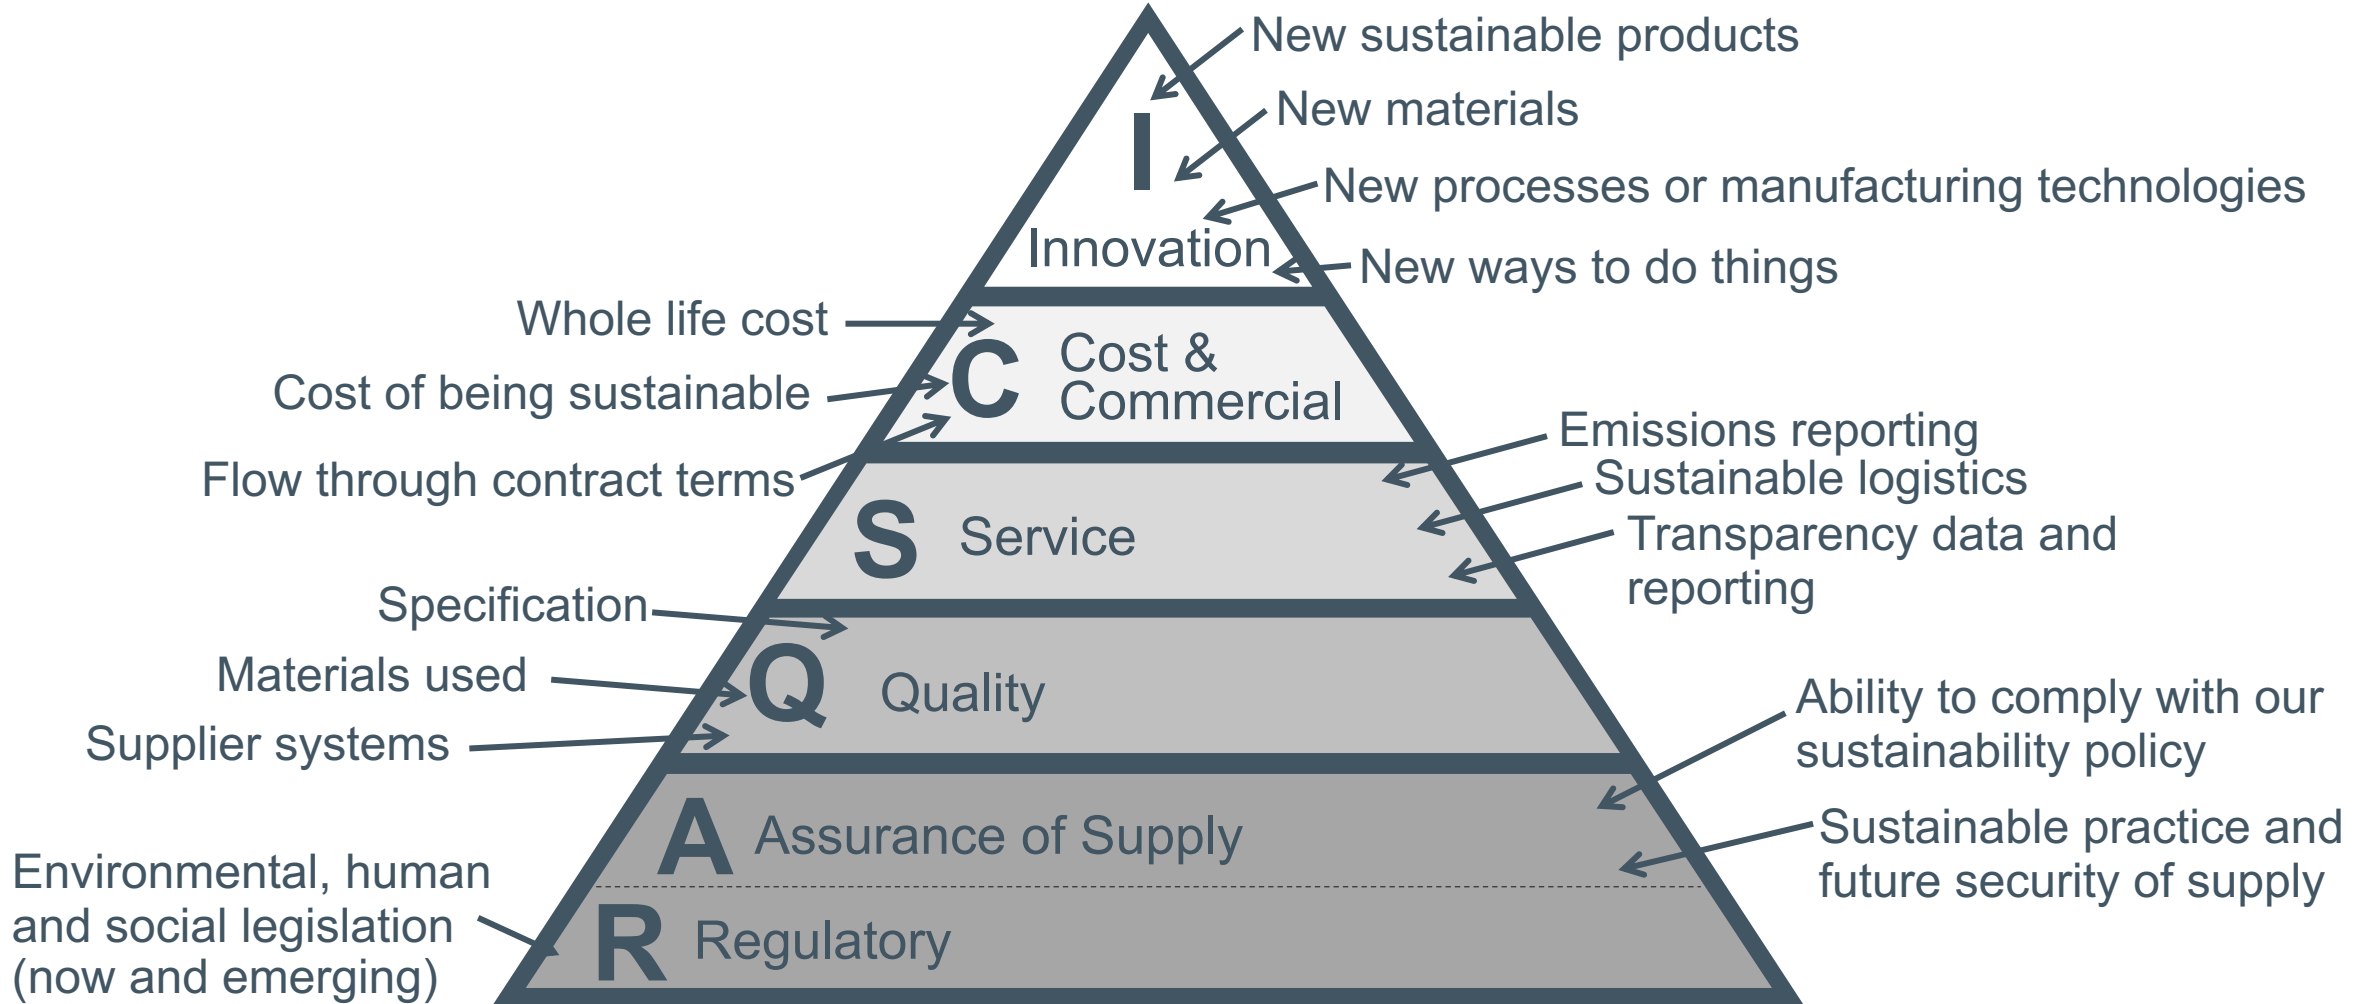 New sustainable products
New materials
I
New processes or manufacturing technologies
Innovation
New ways to do things
Whole life cost
C
Cost &
Commercial
Cost of being sustainable
Flow through contract terms
Emissions reporting
Sustainable logistics
S
Service
Transparency data and
reporting
Specification
Materials used
Q
Quality
Supplier systems
Ability to comply with our
sustainability policy
A
Assurance of Supply
Sustainable practice and
future security of supply
Environmental, human
and social legislation
(now and emerging)
R
Regulatory